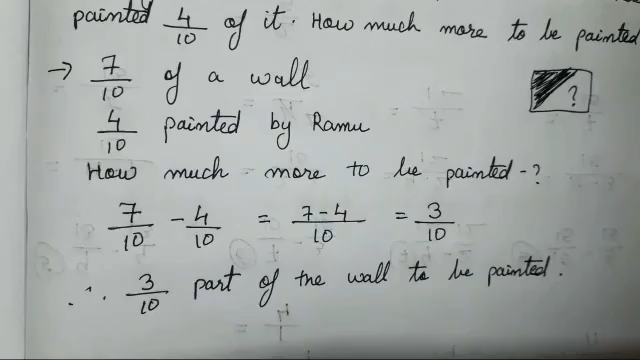 painted 4/10 of it. How much more to be painted
→ 7/10 of a wall
?
4/10 painted by Ramu
How much more to be painted -?
7/10 - 4/10 = 7-4/10 = 3/10
∴ 3/10 part of the wall to be painted.